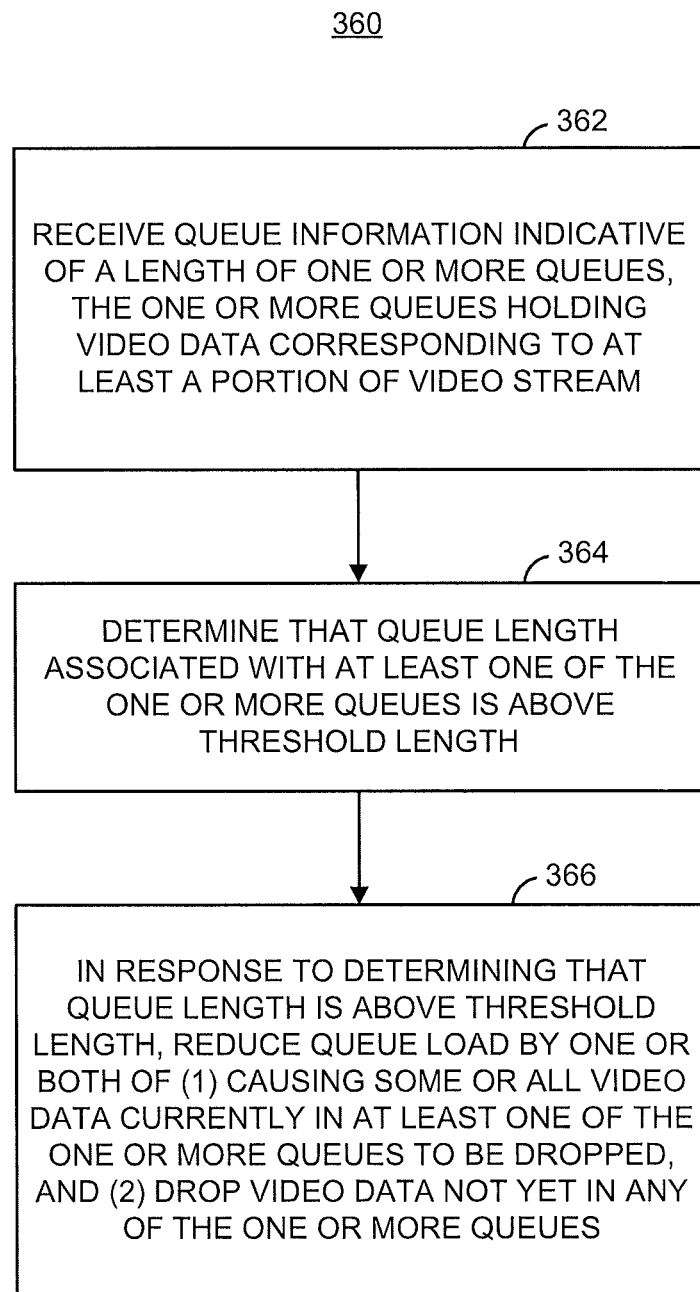 360
362
RECEIVE QUEUE INFORMATION INDICATIVE
OF A LENGTH OF ONE OR MORE QUEUES,
THE ONE OR MORE QUEUES HOLDING
VIDEO DATA CORRESPONDING TO AT
LEAST A PORTION OF VIDEO STREAM
364
DETERMINE THAT QUEUE LENGTH
ASSOCIATED WITH AT LEAST ONE OF THE
ONE OR MORE QUEUES IS ABOVE
THRESHOLD LENGTH
366
IN RESPONSE TO DETERMINING THAT
QUEUE LENGTH IS ABOVE THRESHOLD
LENGTH, REDUCE QUEUE LOAD BY ONE OR
BOTH OF (1) CAUSING SOME OR ALL VIDEO
DATA CURRENTLY IN AT LEAST ONE OF THE
ONE OR MORE QUEUES TO BE DROPPED,
AND (2) DROP VIDEO DATA NOT YET IN ANY
OF THE ONE OR MORE QUEUES